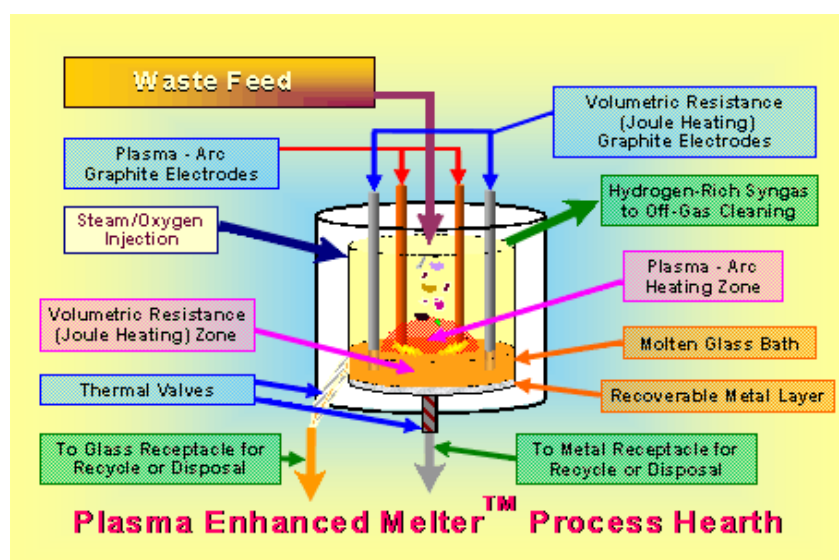 Waste Feed
Volumetric Resistance
(Joule Heating)
Graphite Electrodes
Plasma - Arc
Graphite Electrodes
Hydrogen-Rich Syngas
to Off-Gas Cleaning
Steam/Oxygen
Injection
Plasma - Arc
Heating Zone
Volumetric Resistance
(Joule Heating) Zone
Molten Glass Bath
Thermal Valves
Recoverable Metal Layer
To Glass Receptacle for
Recycle or Disposal
To Metal Receptacle for
Recycle or Disposal
Plasma Enhanced Melter™ Process Hearth